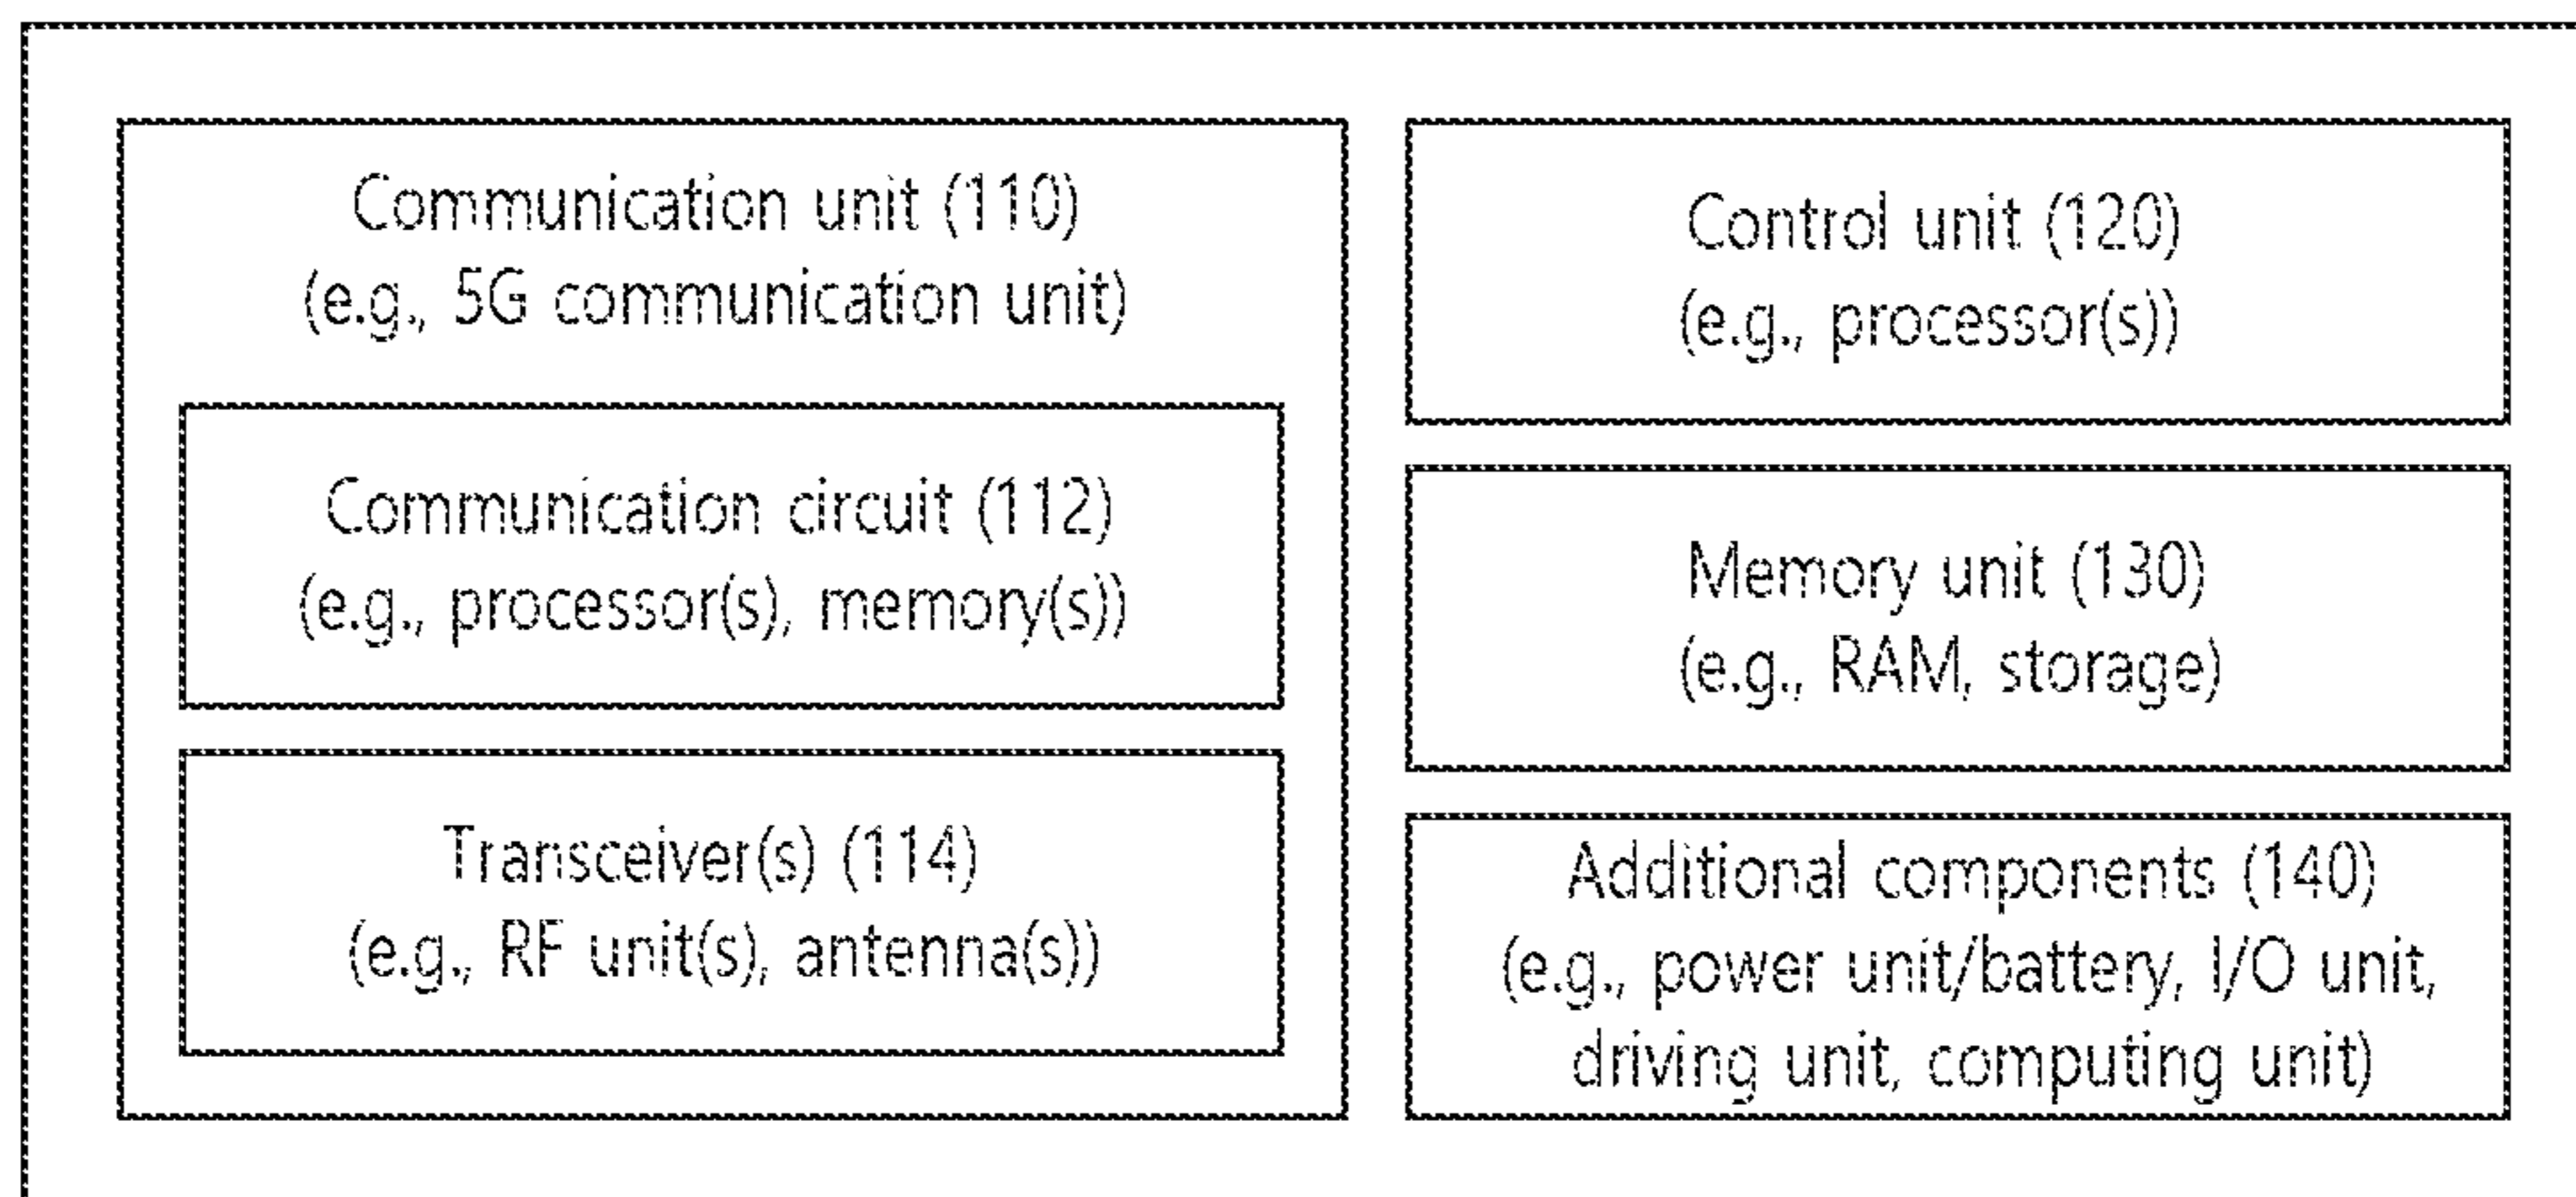 Communication unit (110)
(e.g., 5G communication unit)
Communication circuit (112)
(e.g., processor(s), memory(s))
Transceiver(s) (114)
(e.g., RF unit(s), antenna(s))
Control unit (120)
(e.g., processor(s))
Memory unit (130)
(e.g., RAM, storage)
Additional components (140)
(e.g., power unit/battery, I/O unit,
driving unit, computing unit)